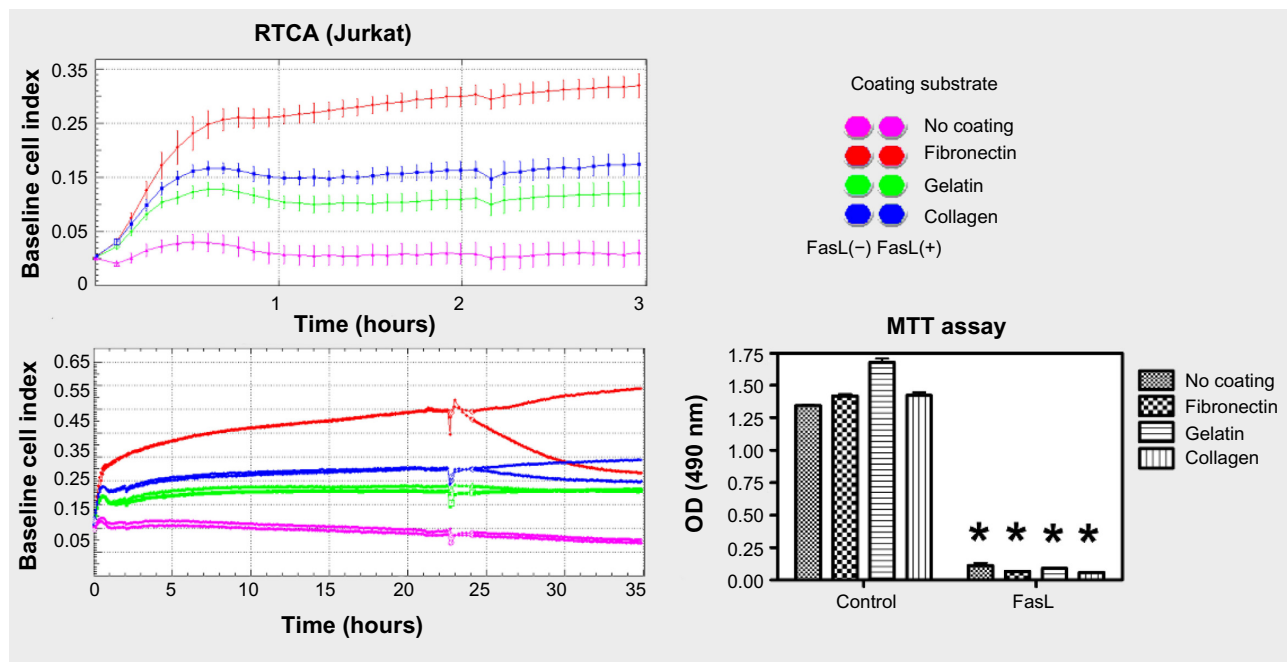 RTCA (Jurkat)
Baseline cell index
0.35
0.25
0.15
0.05
0
1
2
3
Time (hours)
Coating substrate
No coating
Fibronectin
Gelatin
Collagen
FasL(−) FasL(+)
Baseline cell index
0.65
0.55
0.45
0.35
0.25
0.15
0.05
0
5
10
15
20
25
30
35
Time (hours)
MTT assay
OD (490 nm)
1.75
1.50
1.25
1.00
0.75
0.50
0.25
0.00
* * * *
Control
FasL
No coating
Fibronectin
Gelatin
Collagen